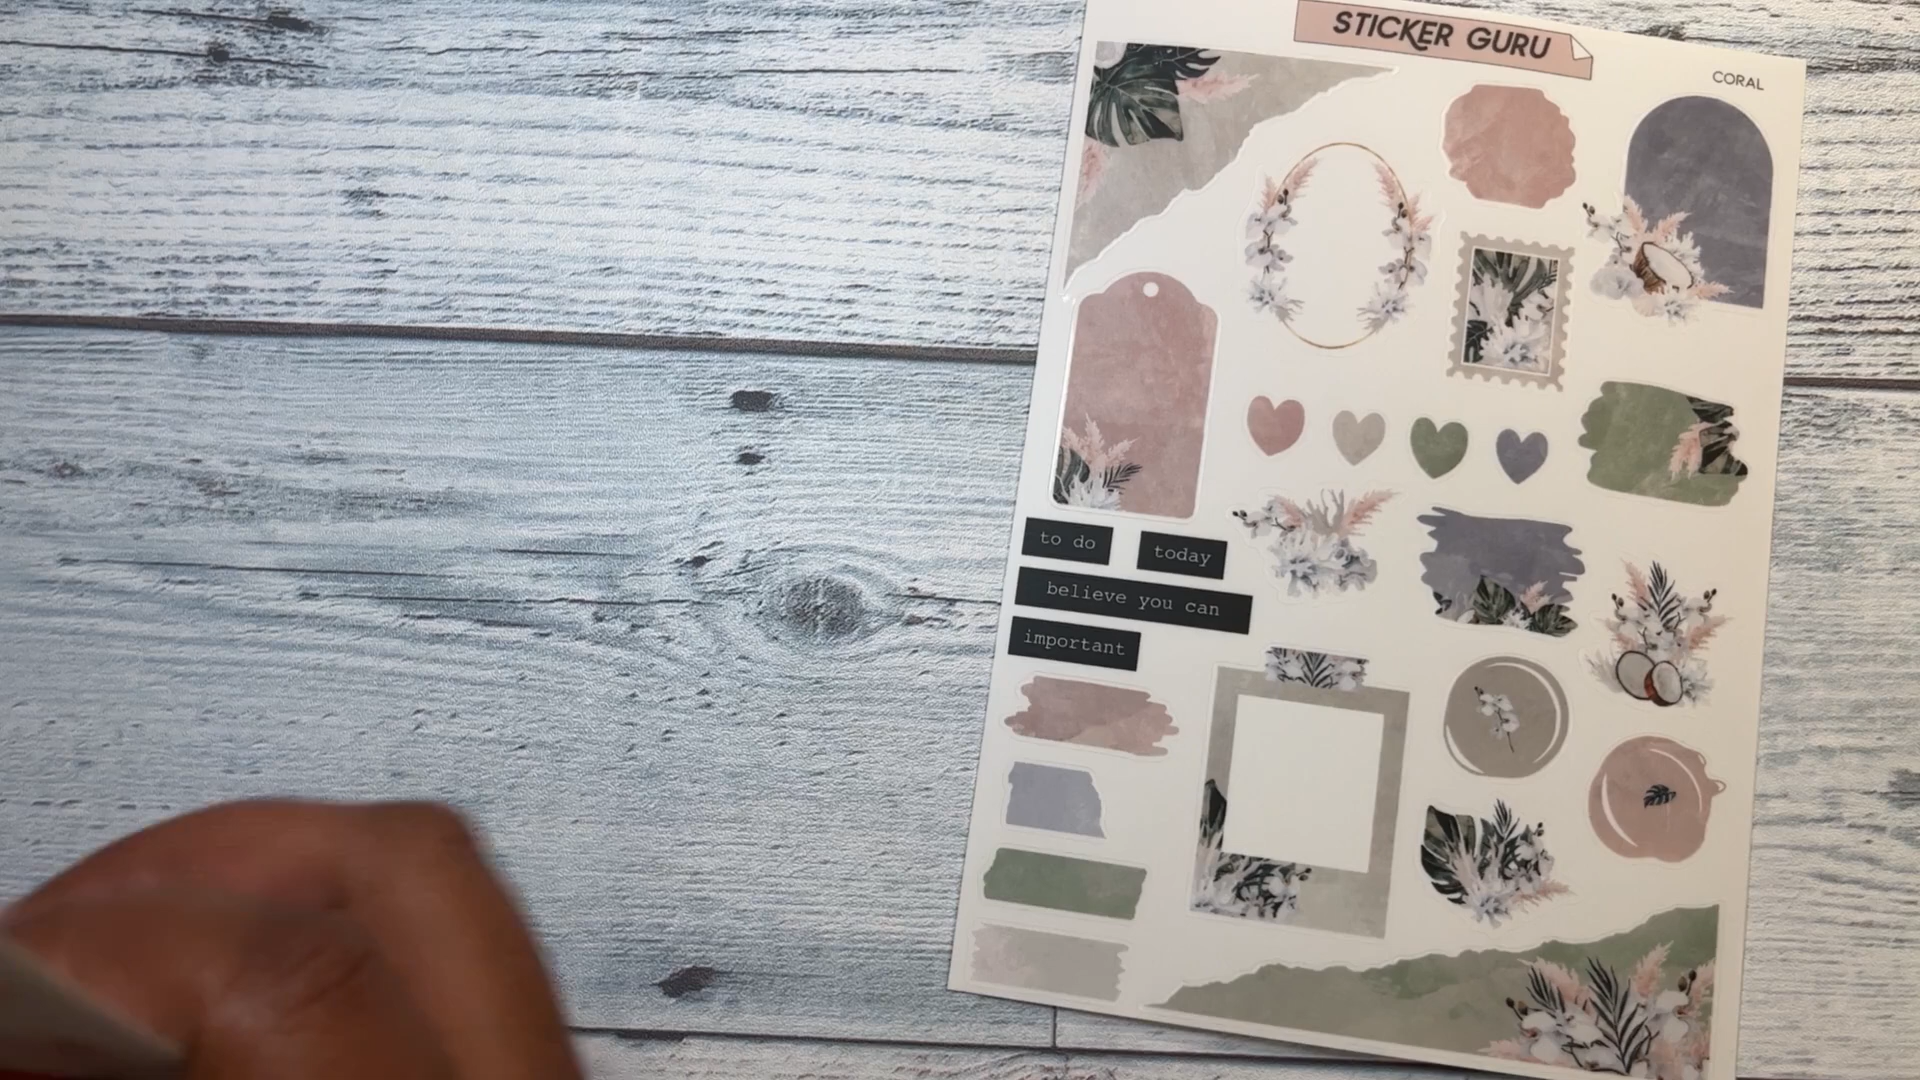 STICKER GURU
CORAL
to do
today
believe you can
important